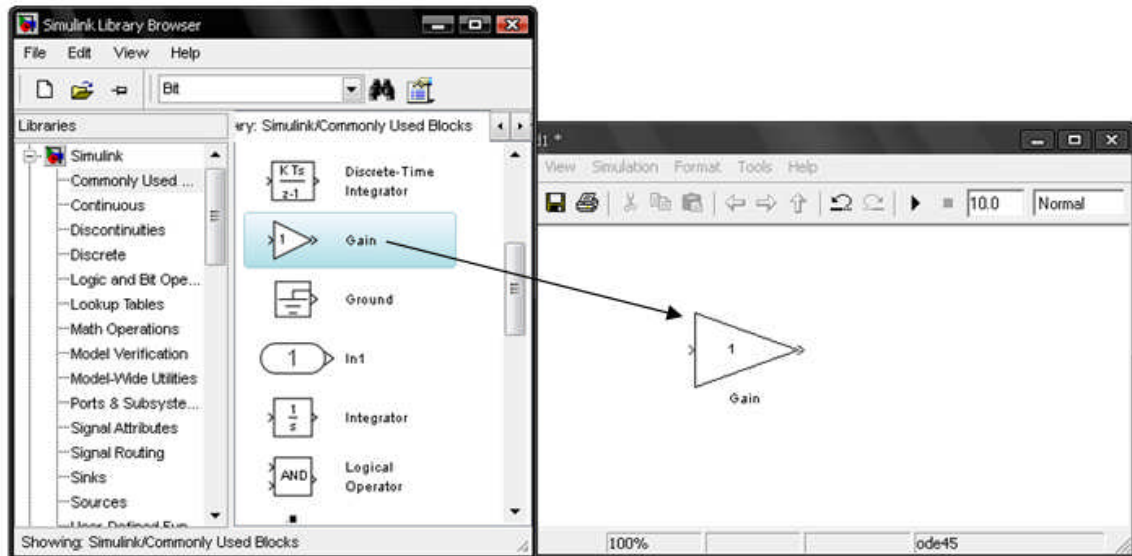 Simulink Library Browser
File Edit View Help
Bit
Libraries
ary: Simulink/Commonly Used Blocks
Simulink
Commonly Used ...
Continuous
Discontinuities
Discrete
Logic and Bit Ope...
Lookup Tables
Math Operations
Model Verification
Model-Wide Utilities
Ports & Subsyste...
Signal Attributes
Signal Routing
Sinks
Sources
K Ts
z-1
Discrete-Time
Integrator
1
Gain
Ground
1
In1
1
s
Integrator
AND
Logical
Operator
Showing: Simulink/Commonly Used Blocks
d1 *
View Simulation Format Tools Help
10.0 Normal
1
Gain
100% ode45